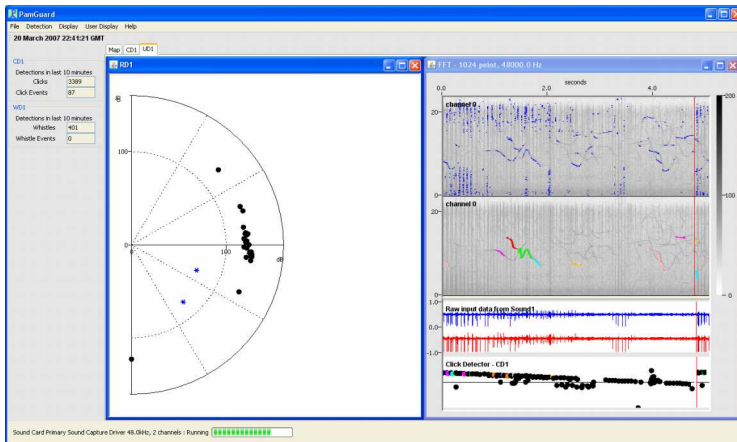 PamGuard
File Detection Display User Display Help
20 March 2007 22:41:21 GMT
Map CD1 UD1
CD1
Detections in last 10 minutes
Clicks 3389
Click Events 87
WD1
Detections in last 10 minutes
Whistles 401
Whistle Events 0
RD1
dB
100
0
100
dB
FFT - 1024 point, 48000.0 Hz
seconds
0.0 2.0 4.0
channel 0
20
0
channel 0
20
0
200
100
0
Raw input data from Sound1
1.0
0.0
-1.0
Click Detector - CD1
Sound Card Primary Sound Capture Driver 48.0kHz, 2 channels : Running